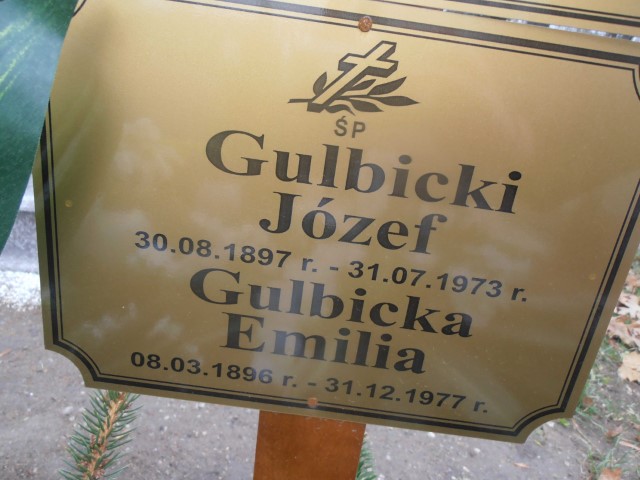 ŚP
Gulbicki
Józef
30.08.1897 r. - 31.07.1973 r.
Gulbicka
Emilia
08.03.1896 r. - 31.12.1977 r.